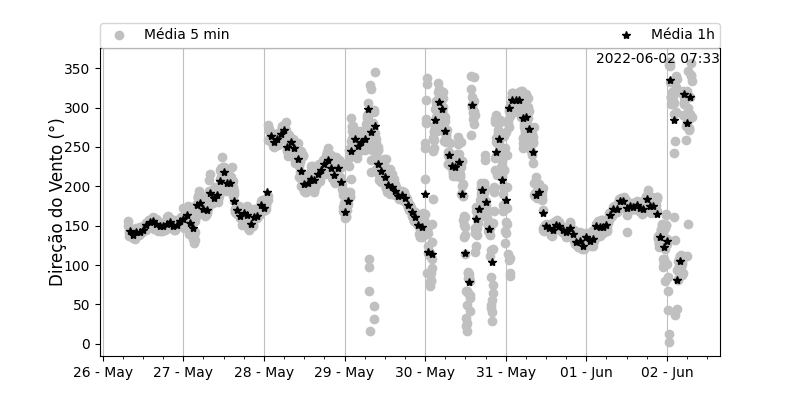 Média 5 min
Média 1h
2022-06-02 07:33
Direção do Vento (°)
350
300
250
200
150
100
50
0
26 - May
27 - May
28 - May
29 - May
30 - May
31 - May
01 - Jun
02 - Jun